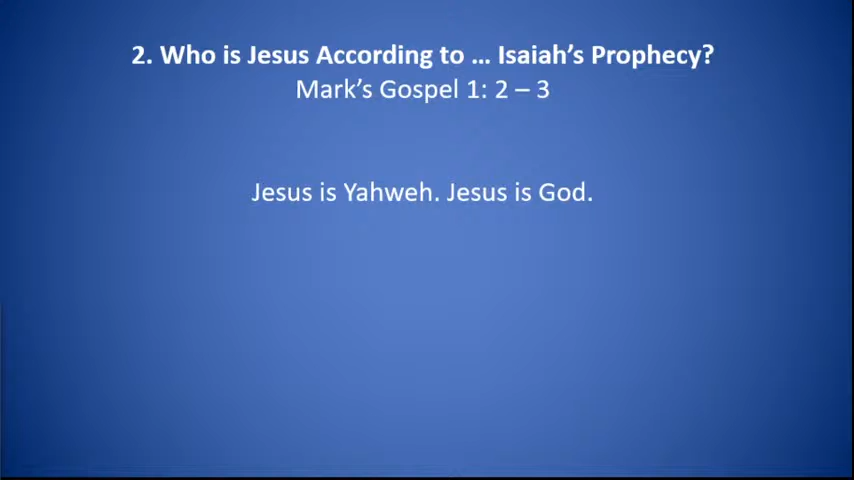 2. Who is Jesus According to … Isaiah’s Prophecy?
Mark’s Gospel 1: 2 – 3
Jesus is Yahweh. Jesus is God.